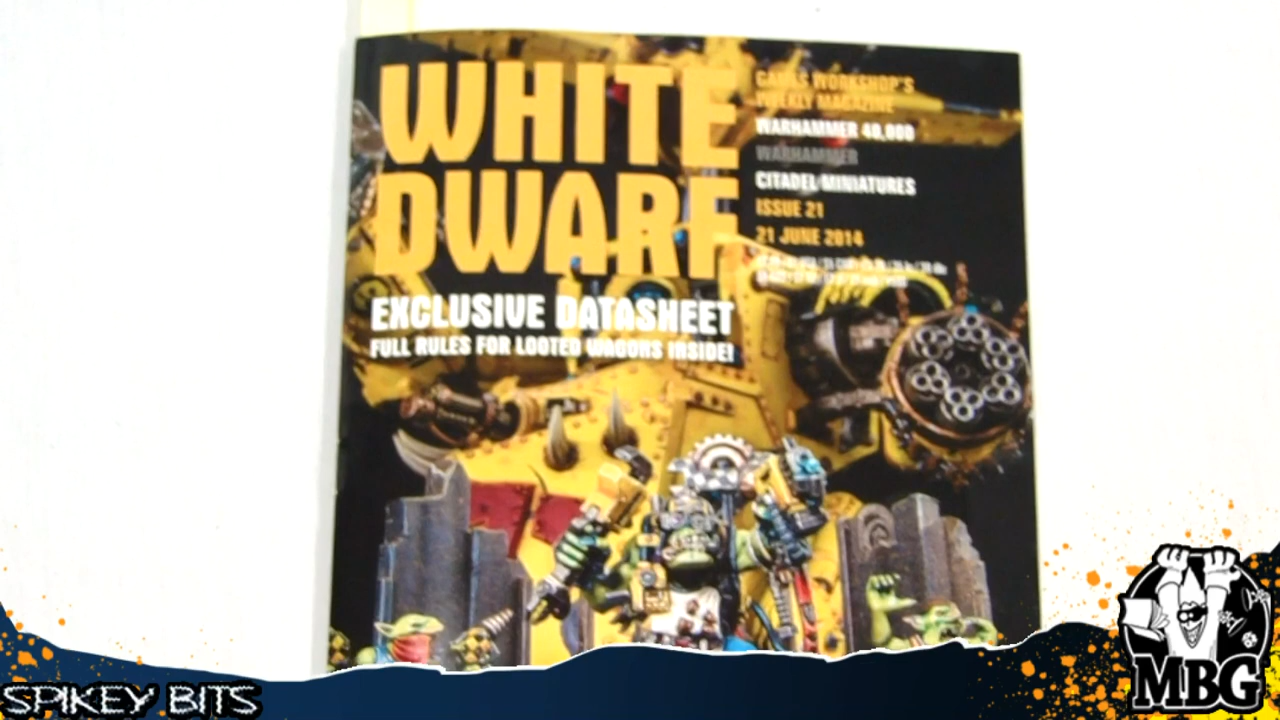 WHITE
DWARF
GAMES WORKSHOP'S
WEEKLY MAGAZINE
WARHAMMER 40,000
WARHAMMER
CITADEL MINIATURES
ISSUE 21
21 JUNE 2014
EXCLUSIVE DATASHEET
FULL RULES FOR LOOTED WAGONS INSIDE!
SPIKEY BITS
MBG